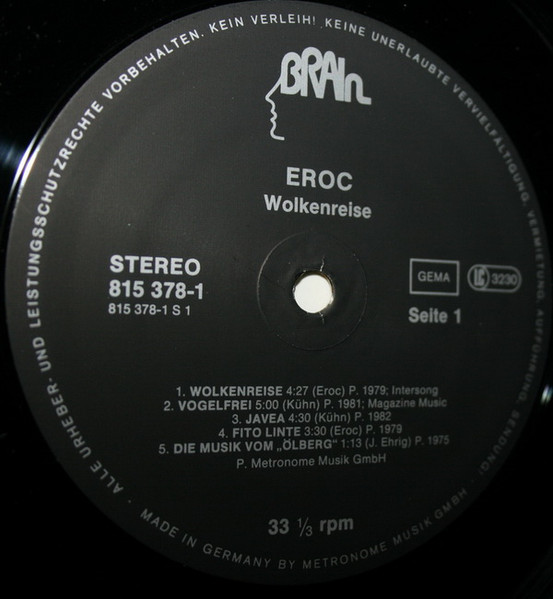 ALLE URHEBER- UND LEISTUNGSSCHUTZRECHTE VORBEHALTEN. KEIN VERLEIH! KEINE UNERLAUBTE VERVIELFÄLTIGUNG, VERMIETUNG, AUFFÜHRUNG, SENDUNG.
BRAIN
EROC
Wolkenreise
STEREO
815 378-1
815 378-1 S 1
GEMA
LC 3230
Seite 1
1. WOLKENREISE 4:27 (Eroc) P. 1979; Intersong
2. VOGELFREI 5:00 (Kühn) P. 1981; Magazine Music
3. JAVEA 4:30 (Kühn) P. 1982
4. FITO LINTE 3:30 (Eroc) P. 1979
5. DIE MUSIK VOM „ÖLBERG“ 1:13 (J. Ehrig) P. 1975
P. Metronome Musik GmbH
33 ⅓ rpm
MADE IN GERMANY BY METRONOME MUSIK GMBH